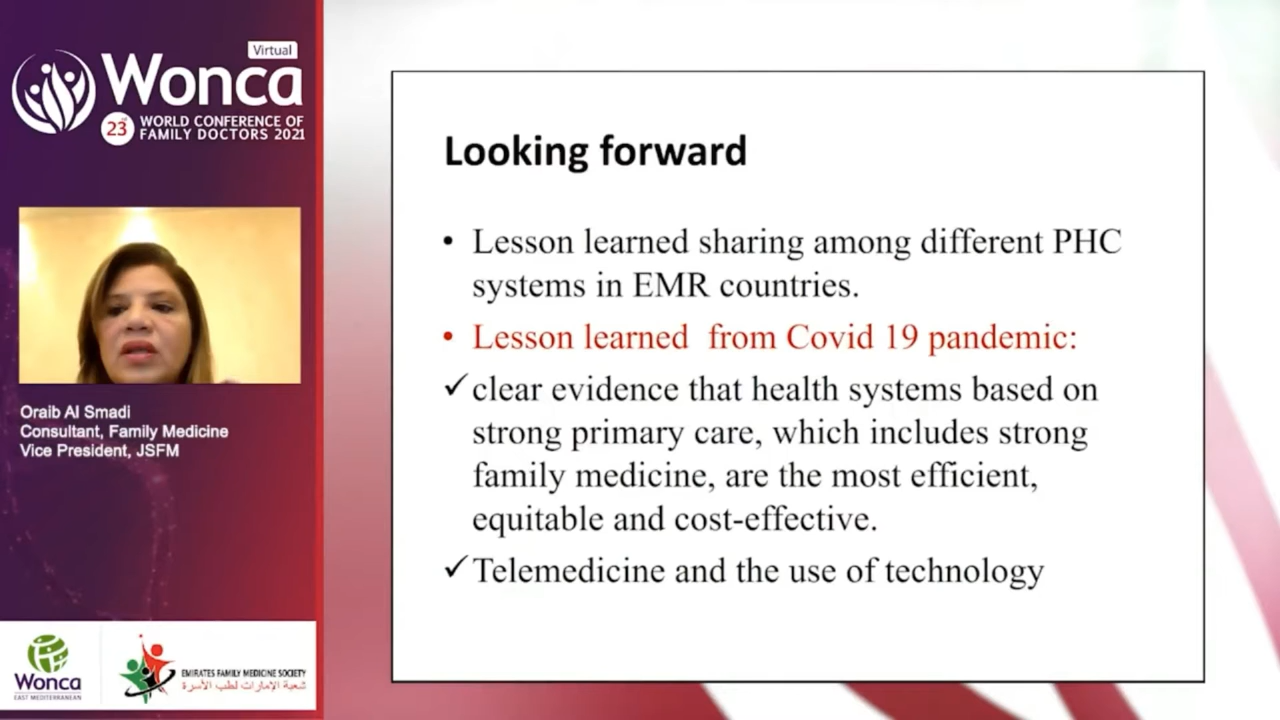 Virtual
Wonca
23rd WORLD CONFERENCE OF
FAMILY DOCTORS 2021
Oraib Al Smadi
Consultant, Family Medicine
Vice President, JSFM
Wonca
EAST MEDITERRANEAN
EMIRATES FAMILY MEDICINE SOCIETY
شعبة الإمارات لطب الأسرة
Looking forward
• Lesson learned sharing among different PHC
systems in EMR countries.
• Lesson learned from Covid 19 pandemic:
✓ clear evidence that health systems based on
strong primary care, which includes strong
family medicine, are the most efficient,
equitable and cost-effective.
✓ Telemedicine and the use of technology